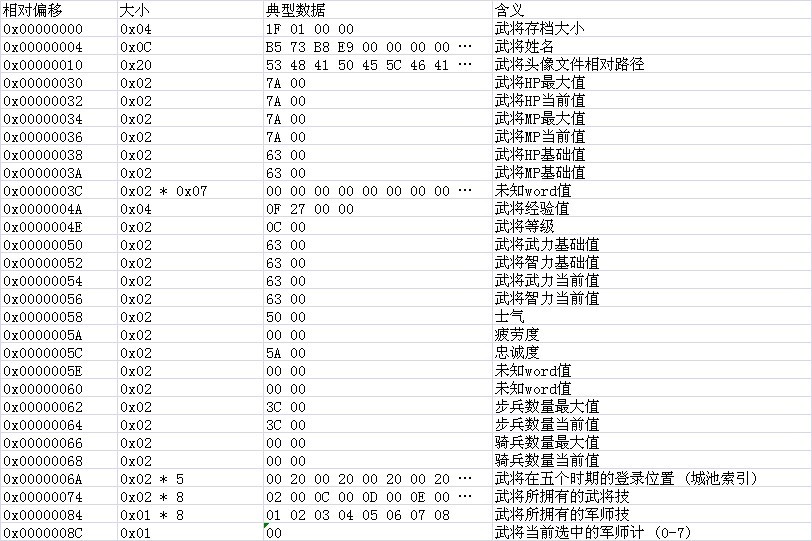 相对偏移 大小 典型数据 含义
0x00000000 0x04 1F 01 00 00 武将存档大小
0x00000004 0x0C B5 73 B8 E9 00 00 00 00 … 武将姓名
0x00000010 0x20 53 48 41 50 45 5C 46 41 … 武将头像文件相对路径
0x00000030 0x02 7A 00 武将HP最大值
0x00000032 0x02 7A 00 武将HP当前值
0x00000034 0x02 7A 00 武将MP最大值
0x00000036 0x02 7A 00 武将MP当前值
0x00000038 0x02 63 00 武将HP基础值
0x0000003A 0x02 63 00 武将MP基础值
0x0000003C 0x02 * 0x07 00 00 00 00 00 00 00 00 … 未知word值
0x0000004A 0x04 0F 27 00 00 武将经验值
0x0000004E 0x02 0C 00 武将等级
0x00000050 0x02 63 00 武将武力基础值
0x00000052 0x02 63 00 武将智力基础值
0x00000054 0x02 63 00 武将武力当前值
0x00000056 0x02 63 00 武将智力当前值
0x00000058 0x02 50 00 士气
0x0000005A 0x02 00 00 疲劳度
0x0000005C 0x02 5A 00 忠诚度
0x0000005E 0x02 00 00 未知word值
0x00000060 0x02 00 00 未知word值
0x00000062 0x02 3C 00 步兵数量最大值
0x00000064 0x02 3C 00 步兵数量当前值
0x00000066 0x02 00 00 骑兵数量最大值
0x00000068 0x02 00 00 骑兵数量当前值
0x0000006A 0x02 * 5 00 20 00 20 00 20 00 20 … 武将在五个时期的登录位置（城池索引）
0x00000074 0x02 * 8 02 00 0C 00 0D 00 0E 00 … 武将所拥有的武将技
0x00000084 0x01 * 8 01 02 03 04 05 06 07 08 武将所拥有的军师技
0x0000008C 0x01 00 武将当前选中的军师计（0-7）